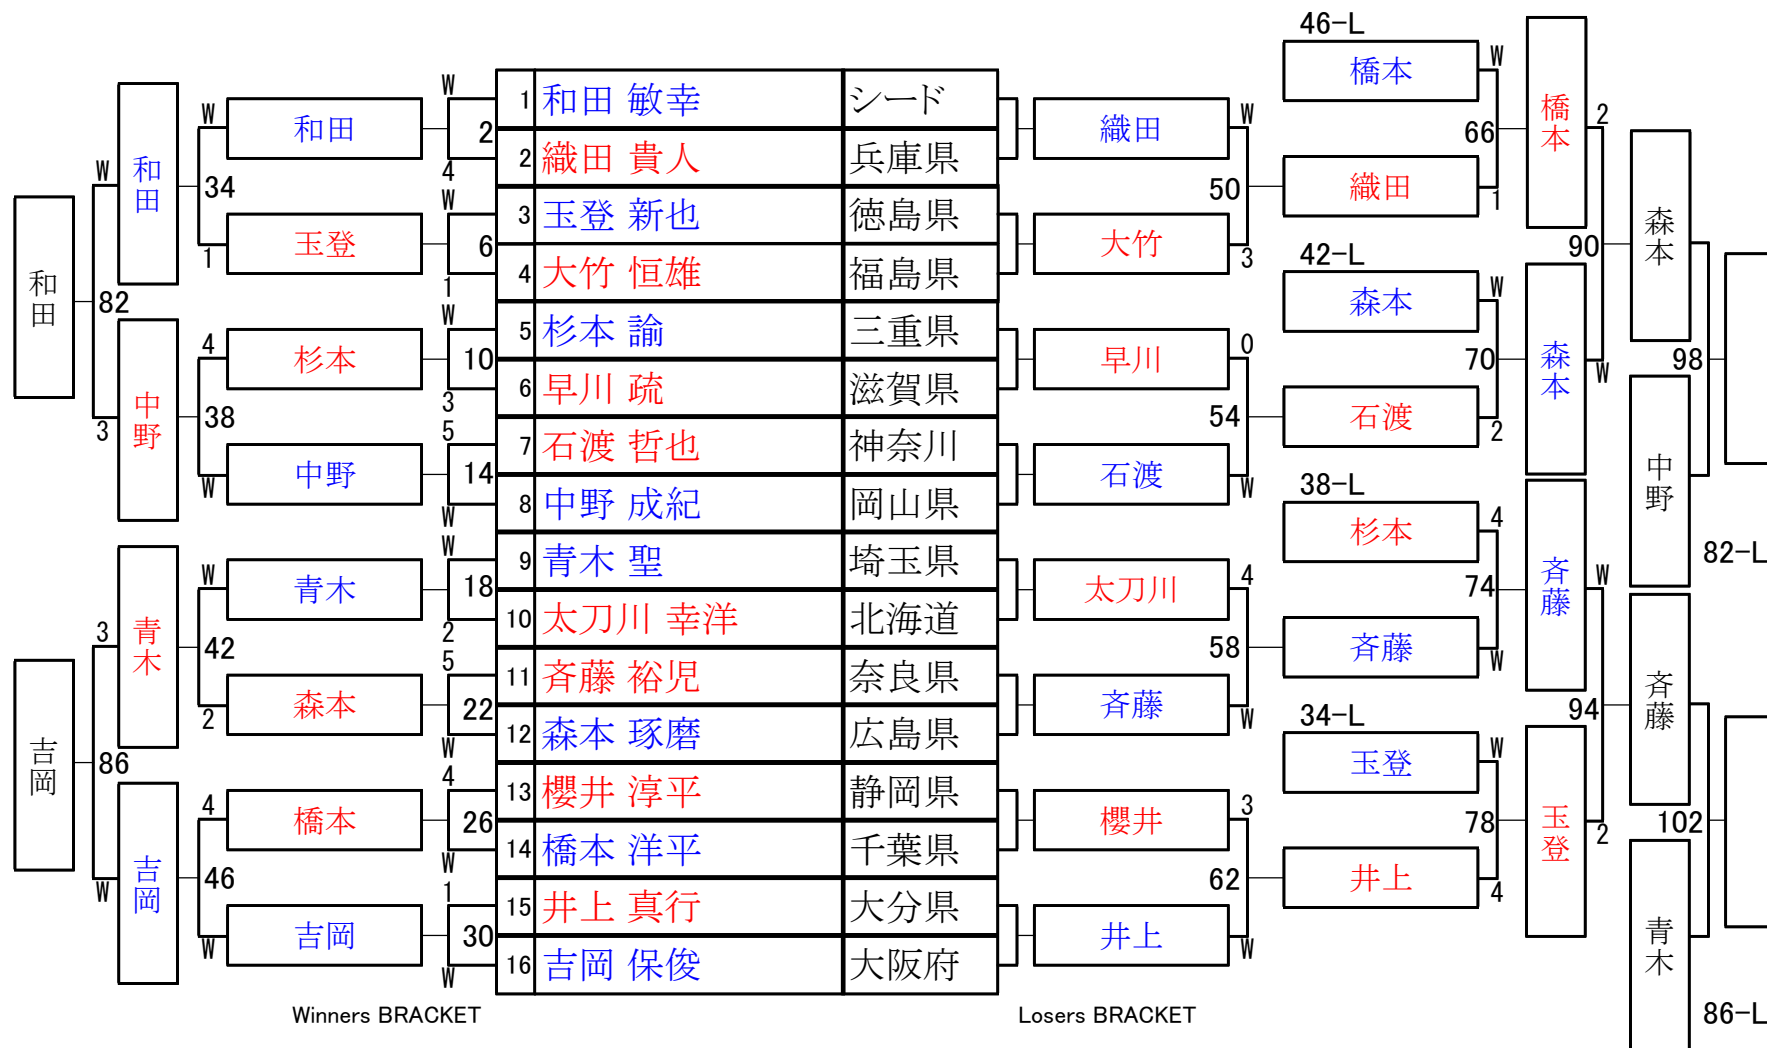 46-L
W
橋本
66
橋本
2
W
1
和田 敏幸
シード
W
和田
W
和田
2
織田
W
2
織田 貴人
兵庫県
4
W
34
50
織田
1
90
森本
3
玉登 新也
徳島県
W
玉登
1
6
大竹
3
4
大竹 恒雄
福島県
1
42-L
森本
W
和田
82
5
杉本 諭
三重県
W
杉本
4
10
早川
0
70
森本
W
98
6
早川 疏
滋賀県
3
中野
3
38
54
石渡
2
7
石渡 哲也
神奈川
5
中野
W
14
石渡
W
38-L
杉本
4
中野
82-L
8
中野 成紀
岡山県
W
9
青木 聖
埼玉県
W
青木
W
18
太刀川
4
74
斉藤
W
10
太刀川 幸洋
北海道
2
青木
3
42
58
斉藤
W
11
斉藤 裕児
奈良県
5
森本
2
22
斉藤
W
34-L
94
斉藤
12
森本 琢磨
広島県
W
玉登
W
吉岡
86
13
櫻井 淳平
静岡県
4
橋本
4
26
櫻井
3
78
玉登
2
102
14
橋本 洋平
千葉県
W
吉岡
W
46
62
井上
4
15
井上 真行
大分県
1
吉岡
W
30
井上
W
青木
16
吉岡 保俊
大阪府
W
86-L
Winners BRACKET
Losers BRACKET